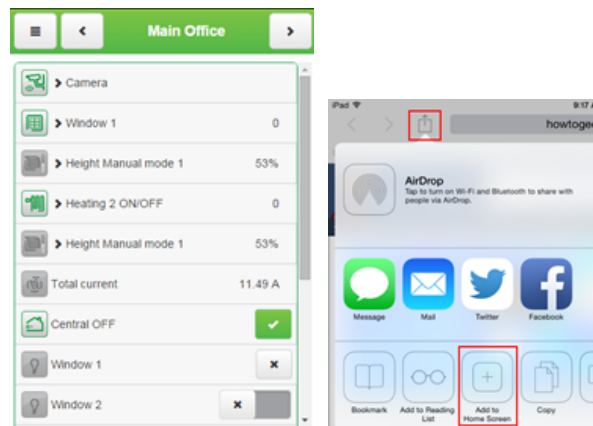 Main Office
Camera
Window 1 0
Height Manual mode 1 53%
Heating 2 ON/OFF 0
Height Manual mode 1 53%
Total current 11.49 A
Central OFF
Window 1
Window 2
iPad 9:17 A
howtogee
AirDrop
Tap to turn on Wi-Fi and Bluetooth to share with
people via AirDrop.
Message Mail Twitter Facebook
Bookmark Add to Reading List Add to Home Screen Copy